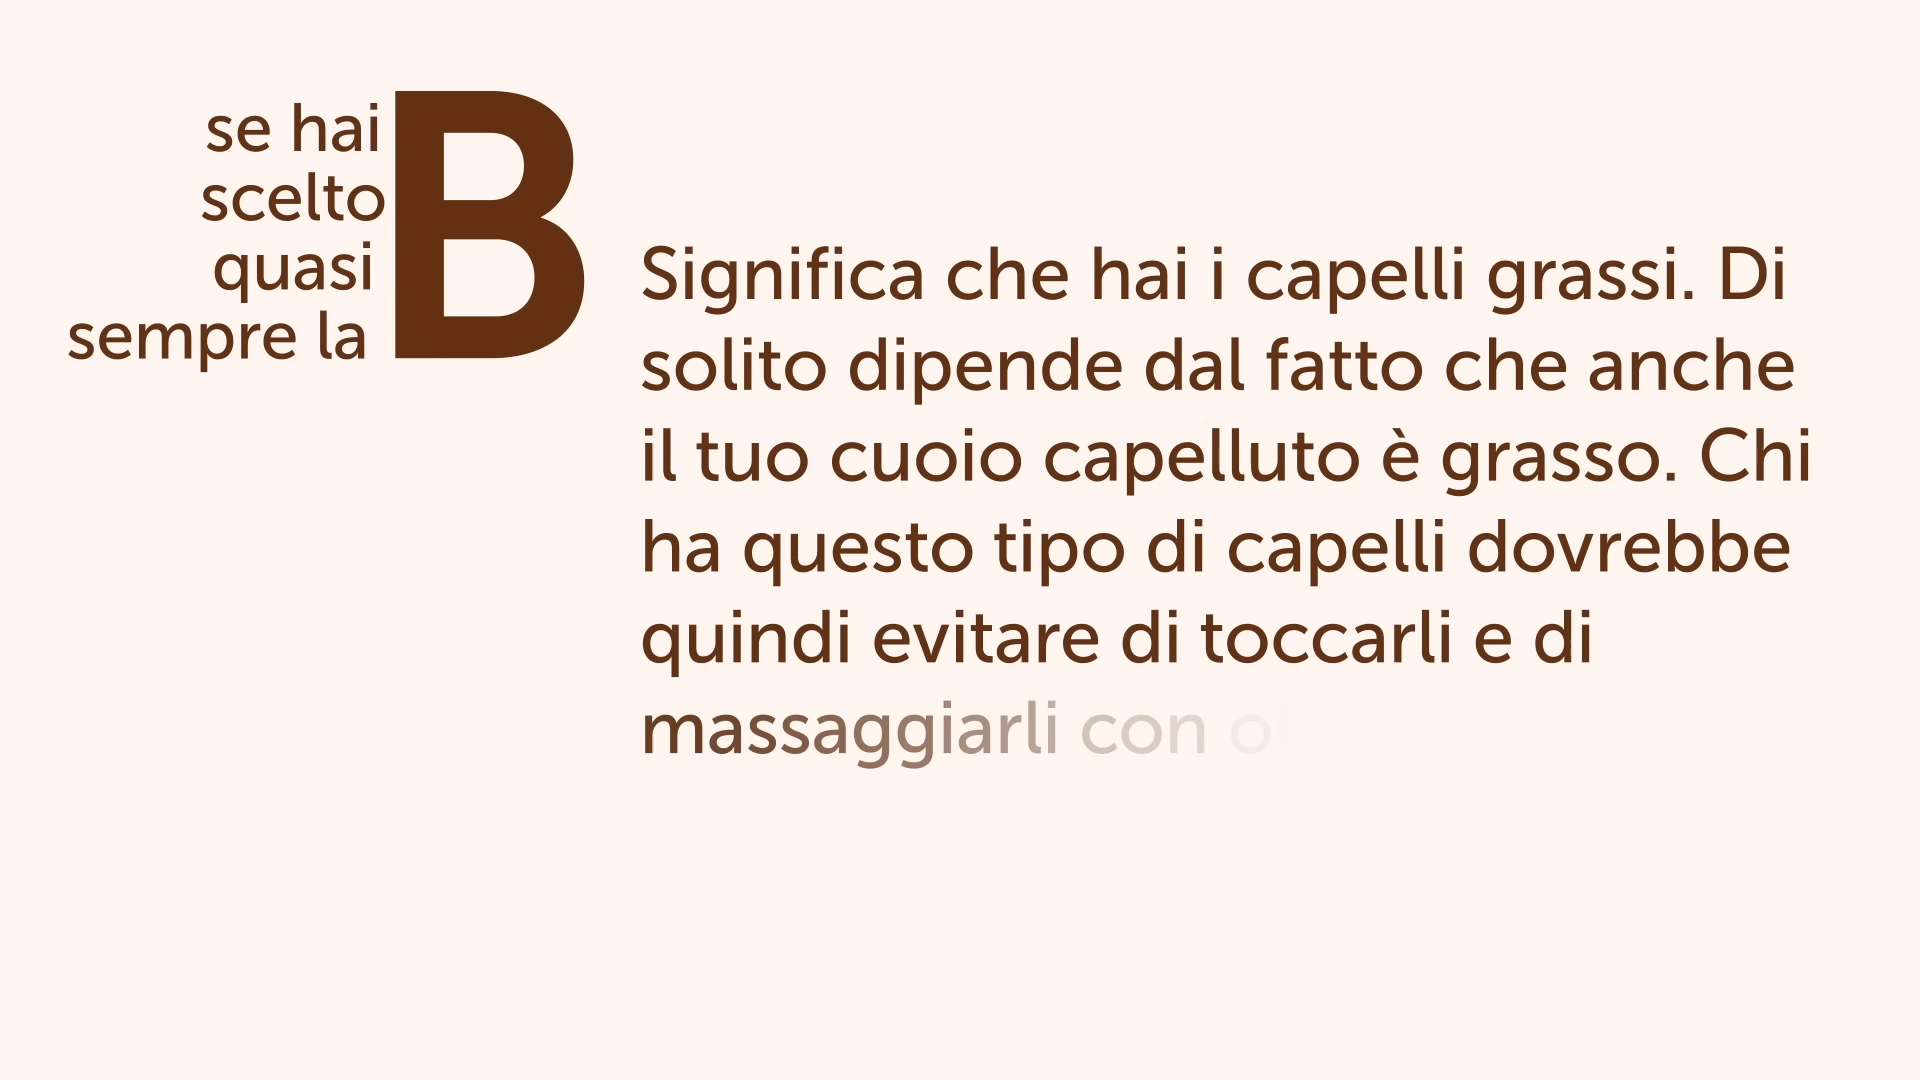 se hai
scelto
quasi
sempre la
B
Significa che hai i capelli grassi. Di
solito dipende dal fatto che anche
il tuo cuoio capelluto è grasso. Chi
ha questo tipo di capelli dovrebbe
quindi evitare di toccarli e di
massaggiarli con